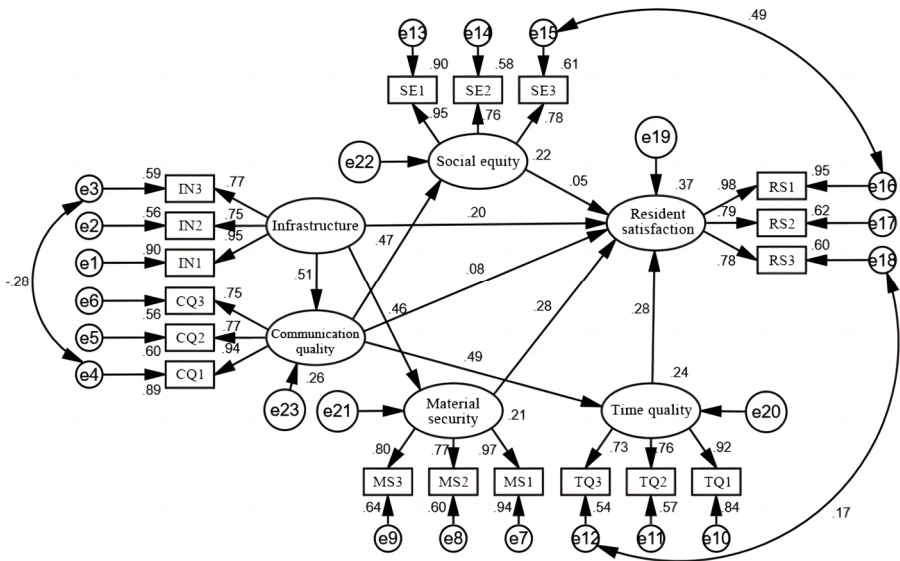 .49
e13
e14
e15
.90
.58
.61
SE1
SE2
SE3
.95
.76
.78
e19
e22
Social equity
.22
.05
.37
.98
RS1
.95
e16
e3
.59
IN3
.77
e2
.56
IN2
.75
Infrastructure
.20
Resident
satisfaction
.79
RS2
.62
e17
.95
.47
e1
.90
IN1
.78
RS3
.60
e18
-.28
.51
.08
e6
CQ3
.75
.46
.28
.28
.56
e5
CQ2
.77
Communication
quality
.60
.94
.49
e4
CQ1
.26
.24
.89
e23
e21
Material
security
.21
Time quality
e20
.80
.77
.97
.73
.76
.92
MS3
MS2
MS1
TQ3
TQ2
TQ1
.64
.60
.94
.54
.57
.84
.17
e9
e8
e7
e12
e11
e10